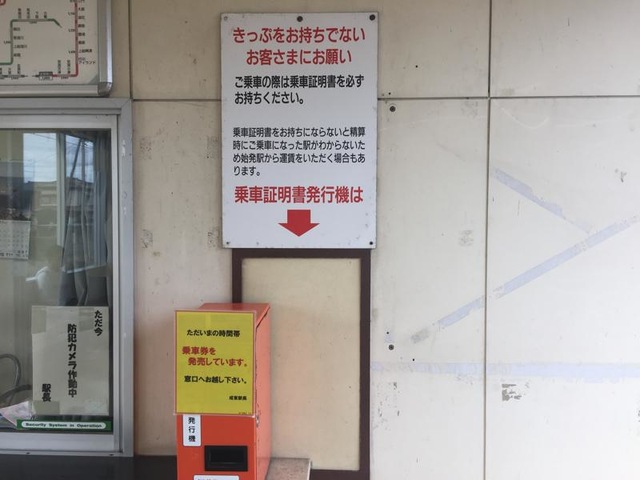 きっぷをお持ちでない
お客さまにお願い
ご乗車の際は乗車証明書を必ず
お持ちください。
乗車証明書をお持ちにならないと精算
時にご乗車になった駅がわからないた
め始発駅から運賃をいただく場合もあ
ります。
乗車証明書発行機は
ただいまの時間帯
乗車券を
発売しています。
窓口へお越し下さい。
成東駅長
発行機
ただ今
防犯カメラ作動中
駅長
Security System in Operation